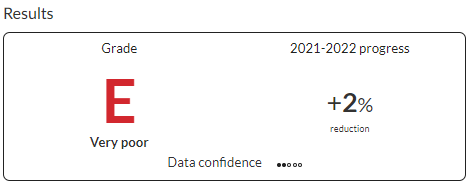 Results
Grade
2021-2022 progress
E
+2%
reduction
Very poor
Data confidence